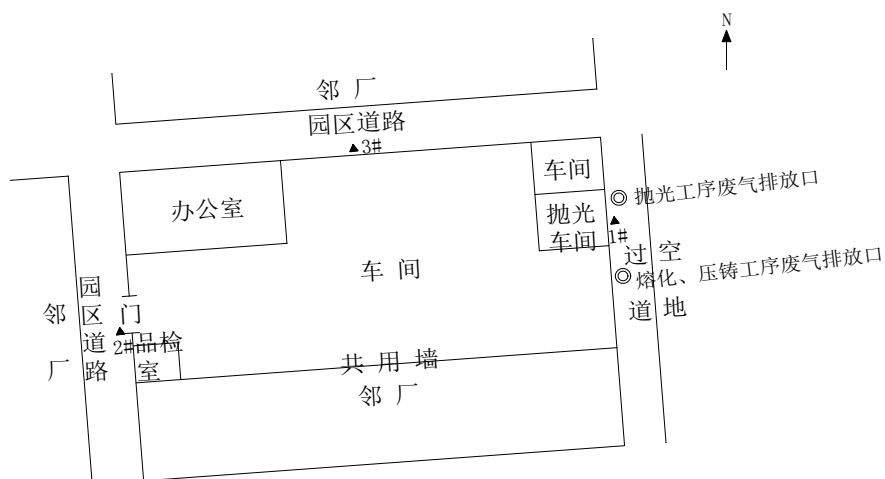 N
邻 厂
园区道路
3#
车间
抛光工序废气排放口
办公室
抛光
车间
1#
过 空
道 地
车 间
熔化、压铸工序废气排放口
园区道路
邻 厂
门
2#
品检
室
共 用 墙
邻 厂